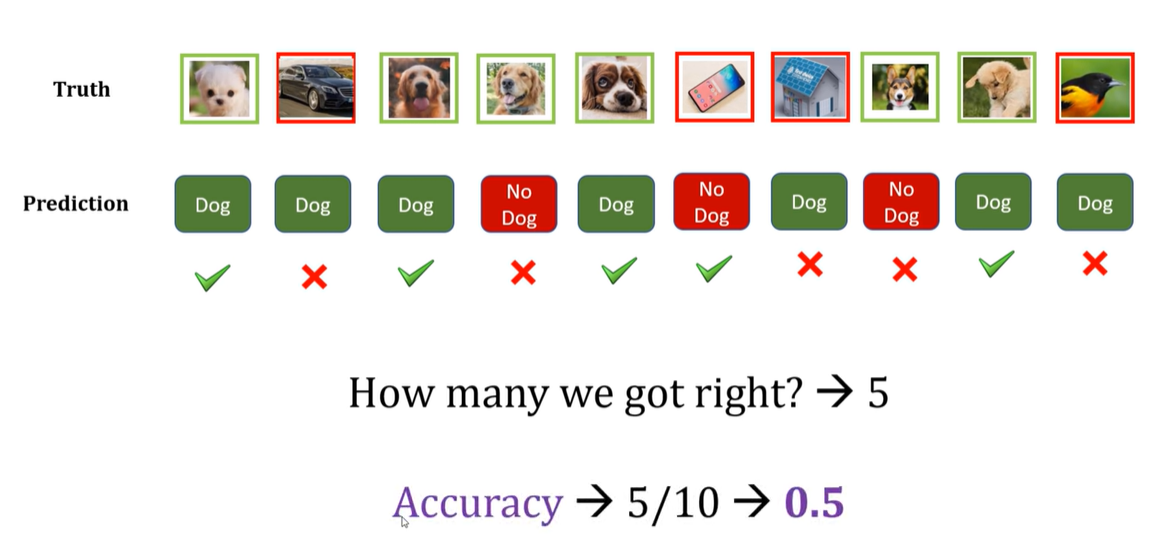 Truth
Prediction
Dog
Dog
Dog
No
Dog
Dog
No
Dog
Dog
No
Dog
Dog
Dog
How many we got right? → 5
Accuracy → 5/10 → 0.5